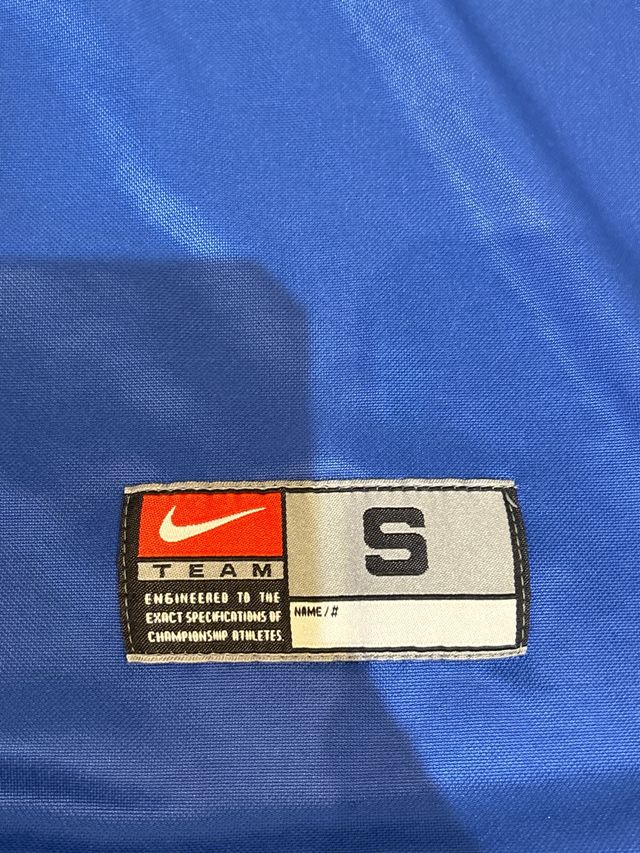 TEAM
ENGINEERED TO THE
EXACT SPECIFICATIONS OF
CHAMPIONSHIP ATHLETES.
S
NAME/#